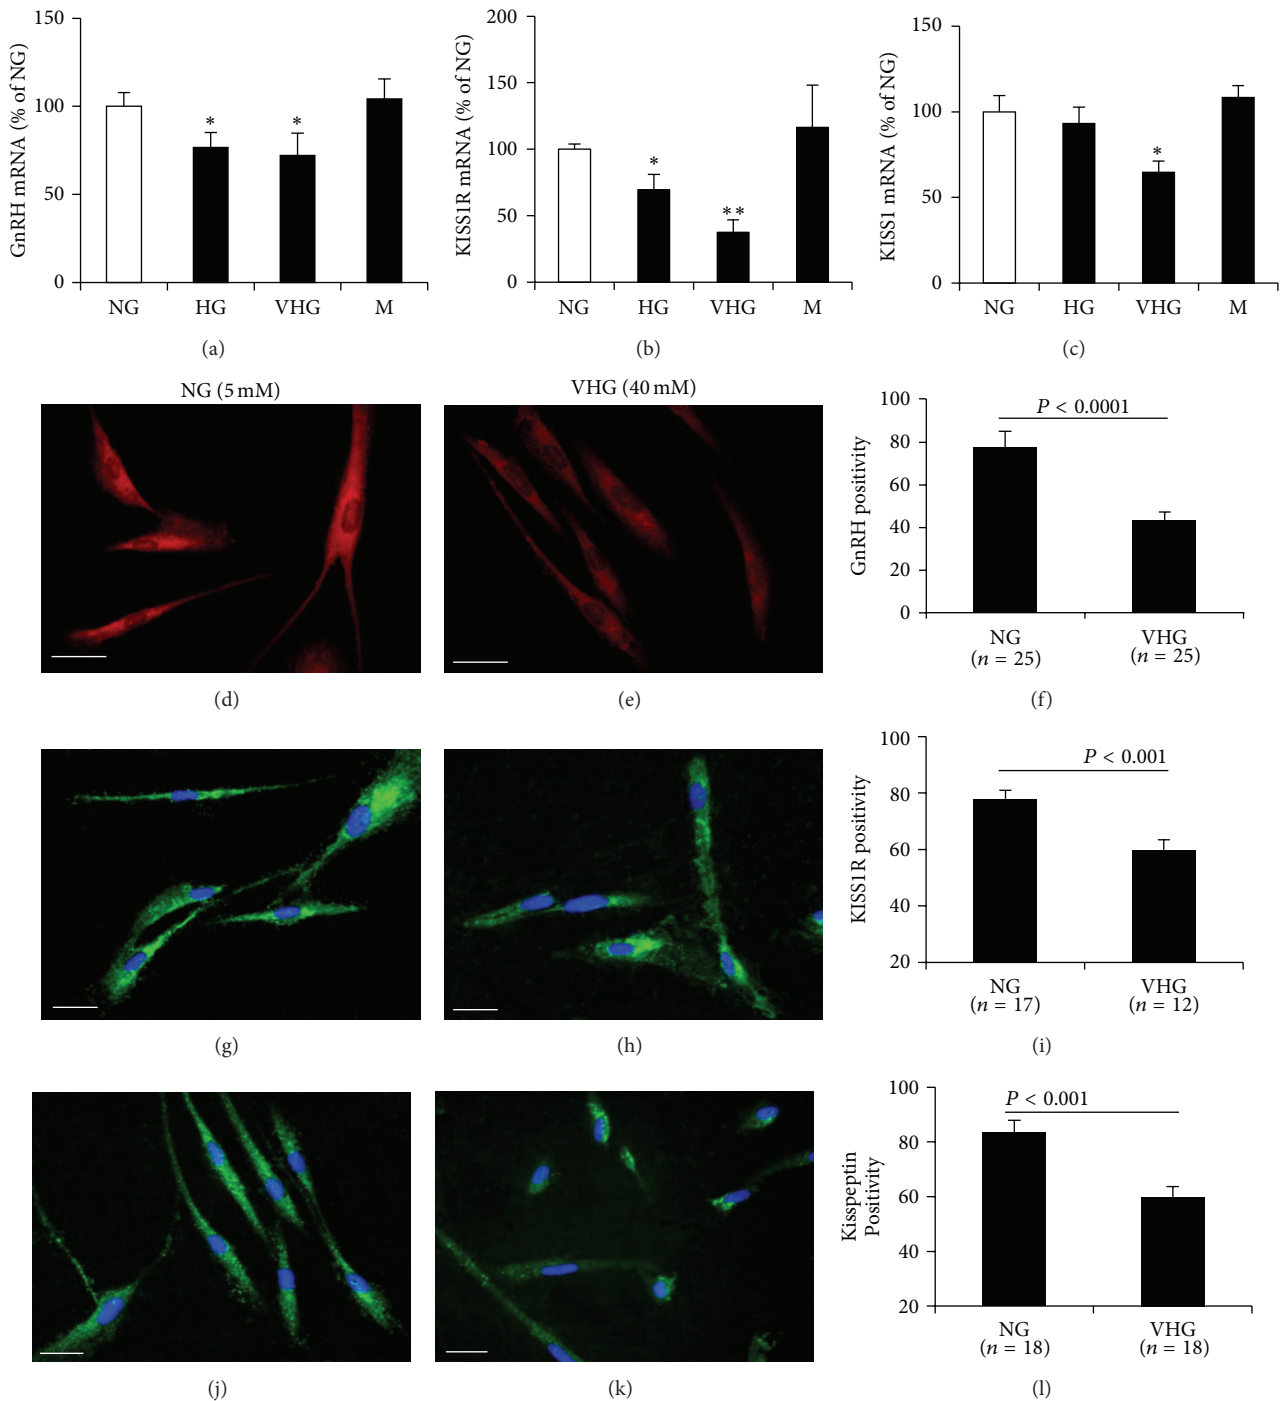 GnRH mRNA (% of NG)
150
100
50
0
*
*
NG HG VHG M
(a)
KISS1R mRNA (% of NG)
200
150
100
50
0
*
**
NG HG VHG M
(b)
KISS1 mRNA (% of NG)
150
100
50
0
*
NG HG VHG M
(c)
NG (5 mM)
(d)
VHG (40 mM)
(e)
GnRH positivity
100
80
60
40
20
0
P < 0.0001
NG VHG
(n = 25) (n = 25)
(f)
(g)
(h)
KISS1R positivity
100
80
60
40
20
P < 0.001
NG VHG
(n = 17) (n = 12)
(i)
(j)
(k)
Kisspeptin
Positivity
100
80
60
40
20
P < 0.001
NG VHG
(n = 18) (n = 18)
(l)